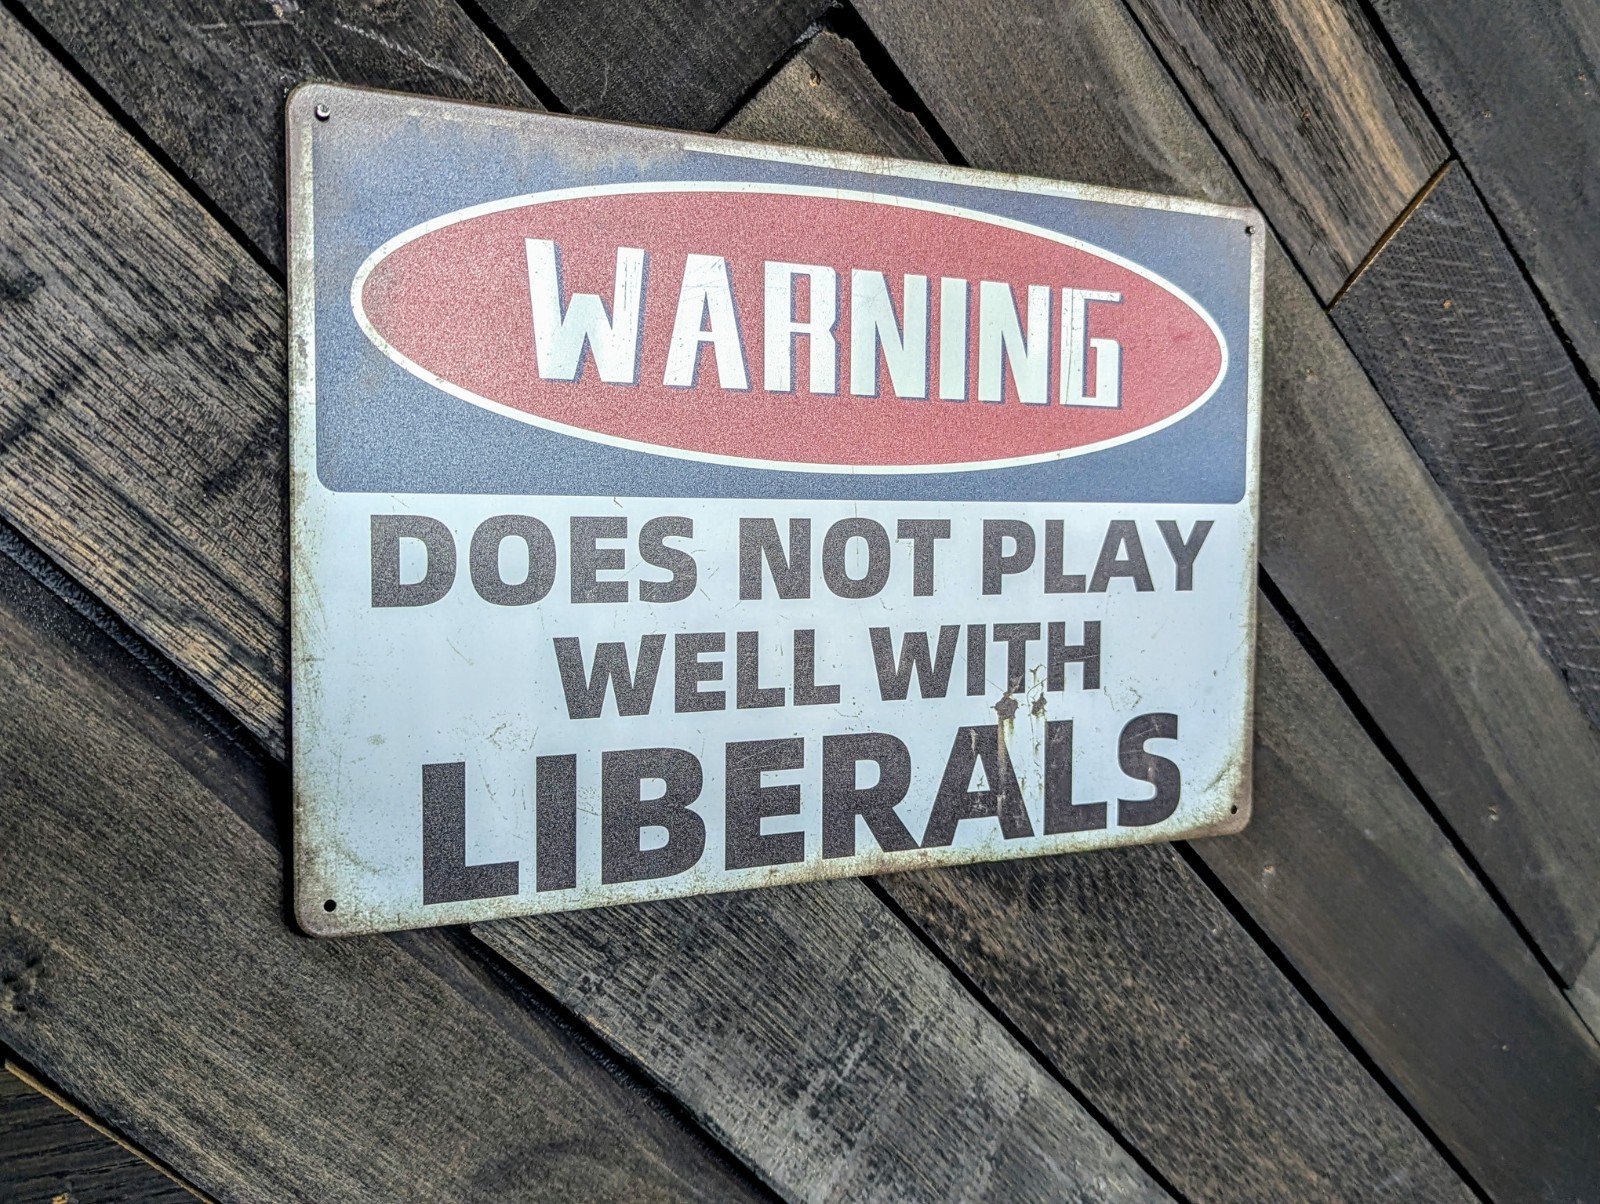 WARNING
DOES NOT PLAY
WELL WITH
LIBERALS